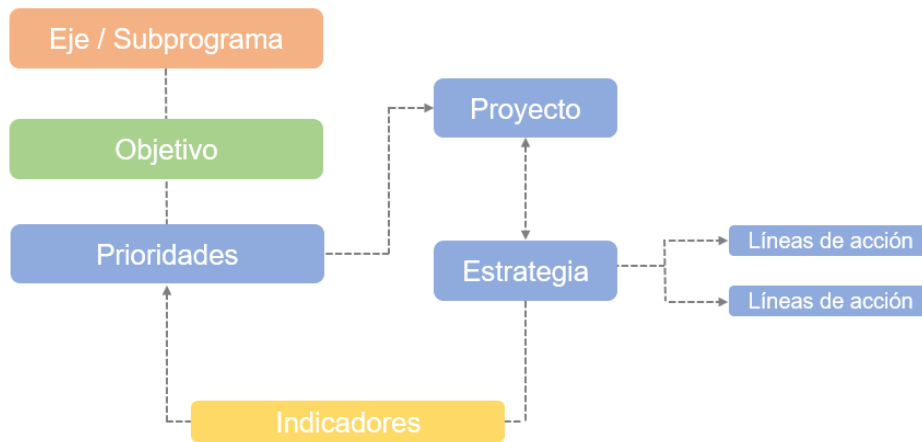 Eje / Subprograma
Objetivo
Prioridades
Proyecto
Estrategia
Líneas de acción
Líneas de acción
Indicadores